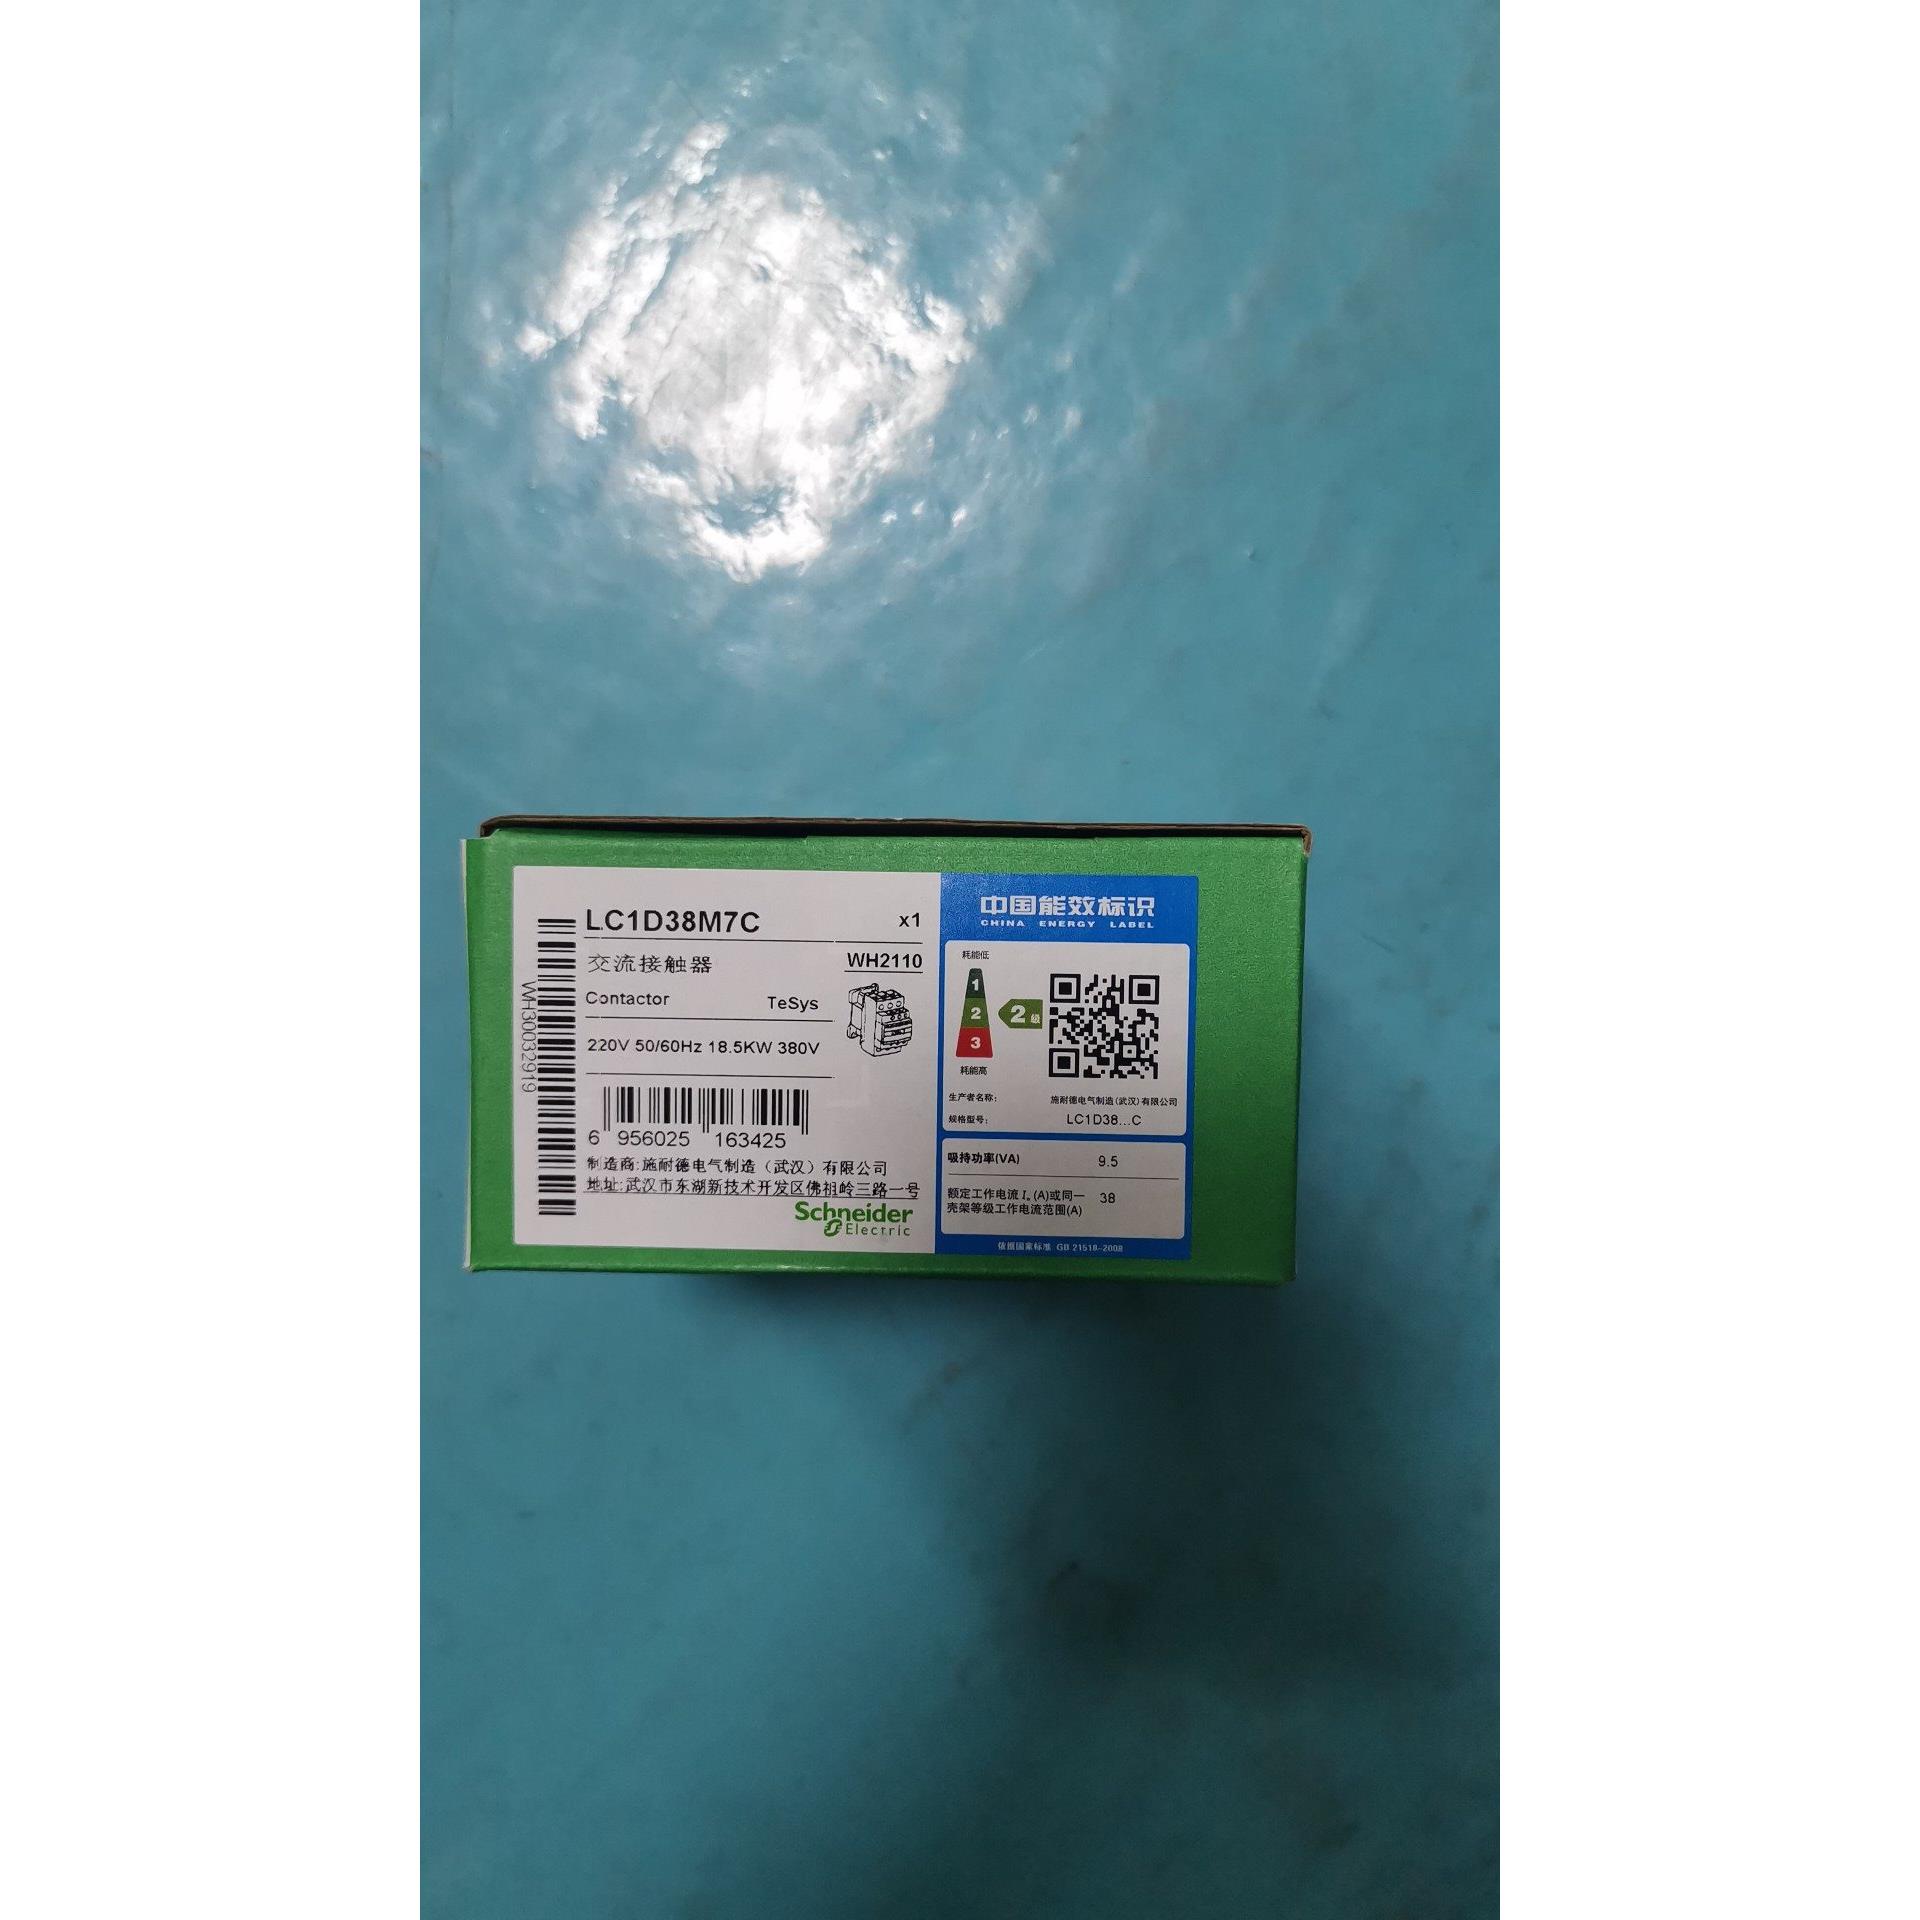 LC1D38M7C x1
交流接触器 WH2110
Contactor TeSys
220V 50/60Hz 18.5KW 380V
6 956025 163425
制造商:施耐德电气制造（武汉）有限公司
地址:武汉市东湖新技术开发区佛祖岭三路一号
Schneider
Electric
WH30032919
中国能效标识
CHINA ENERGY LABEL
耗能低
1
2
3
2级
耗能高
生产者名称: 施耐德电气制造(武汉)有限公司
规格型号: LC1D38...C
吸持功率(VA) 9.5
额定工作电流 Iₑ (A)或同一 38
壳架等级工作电流范围(A)
依据国家标准 GB 21518-2008